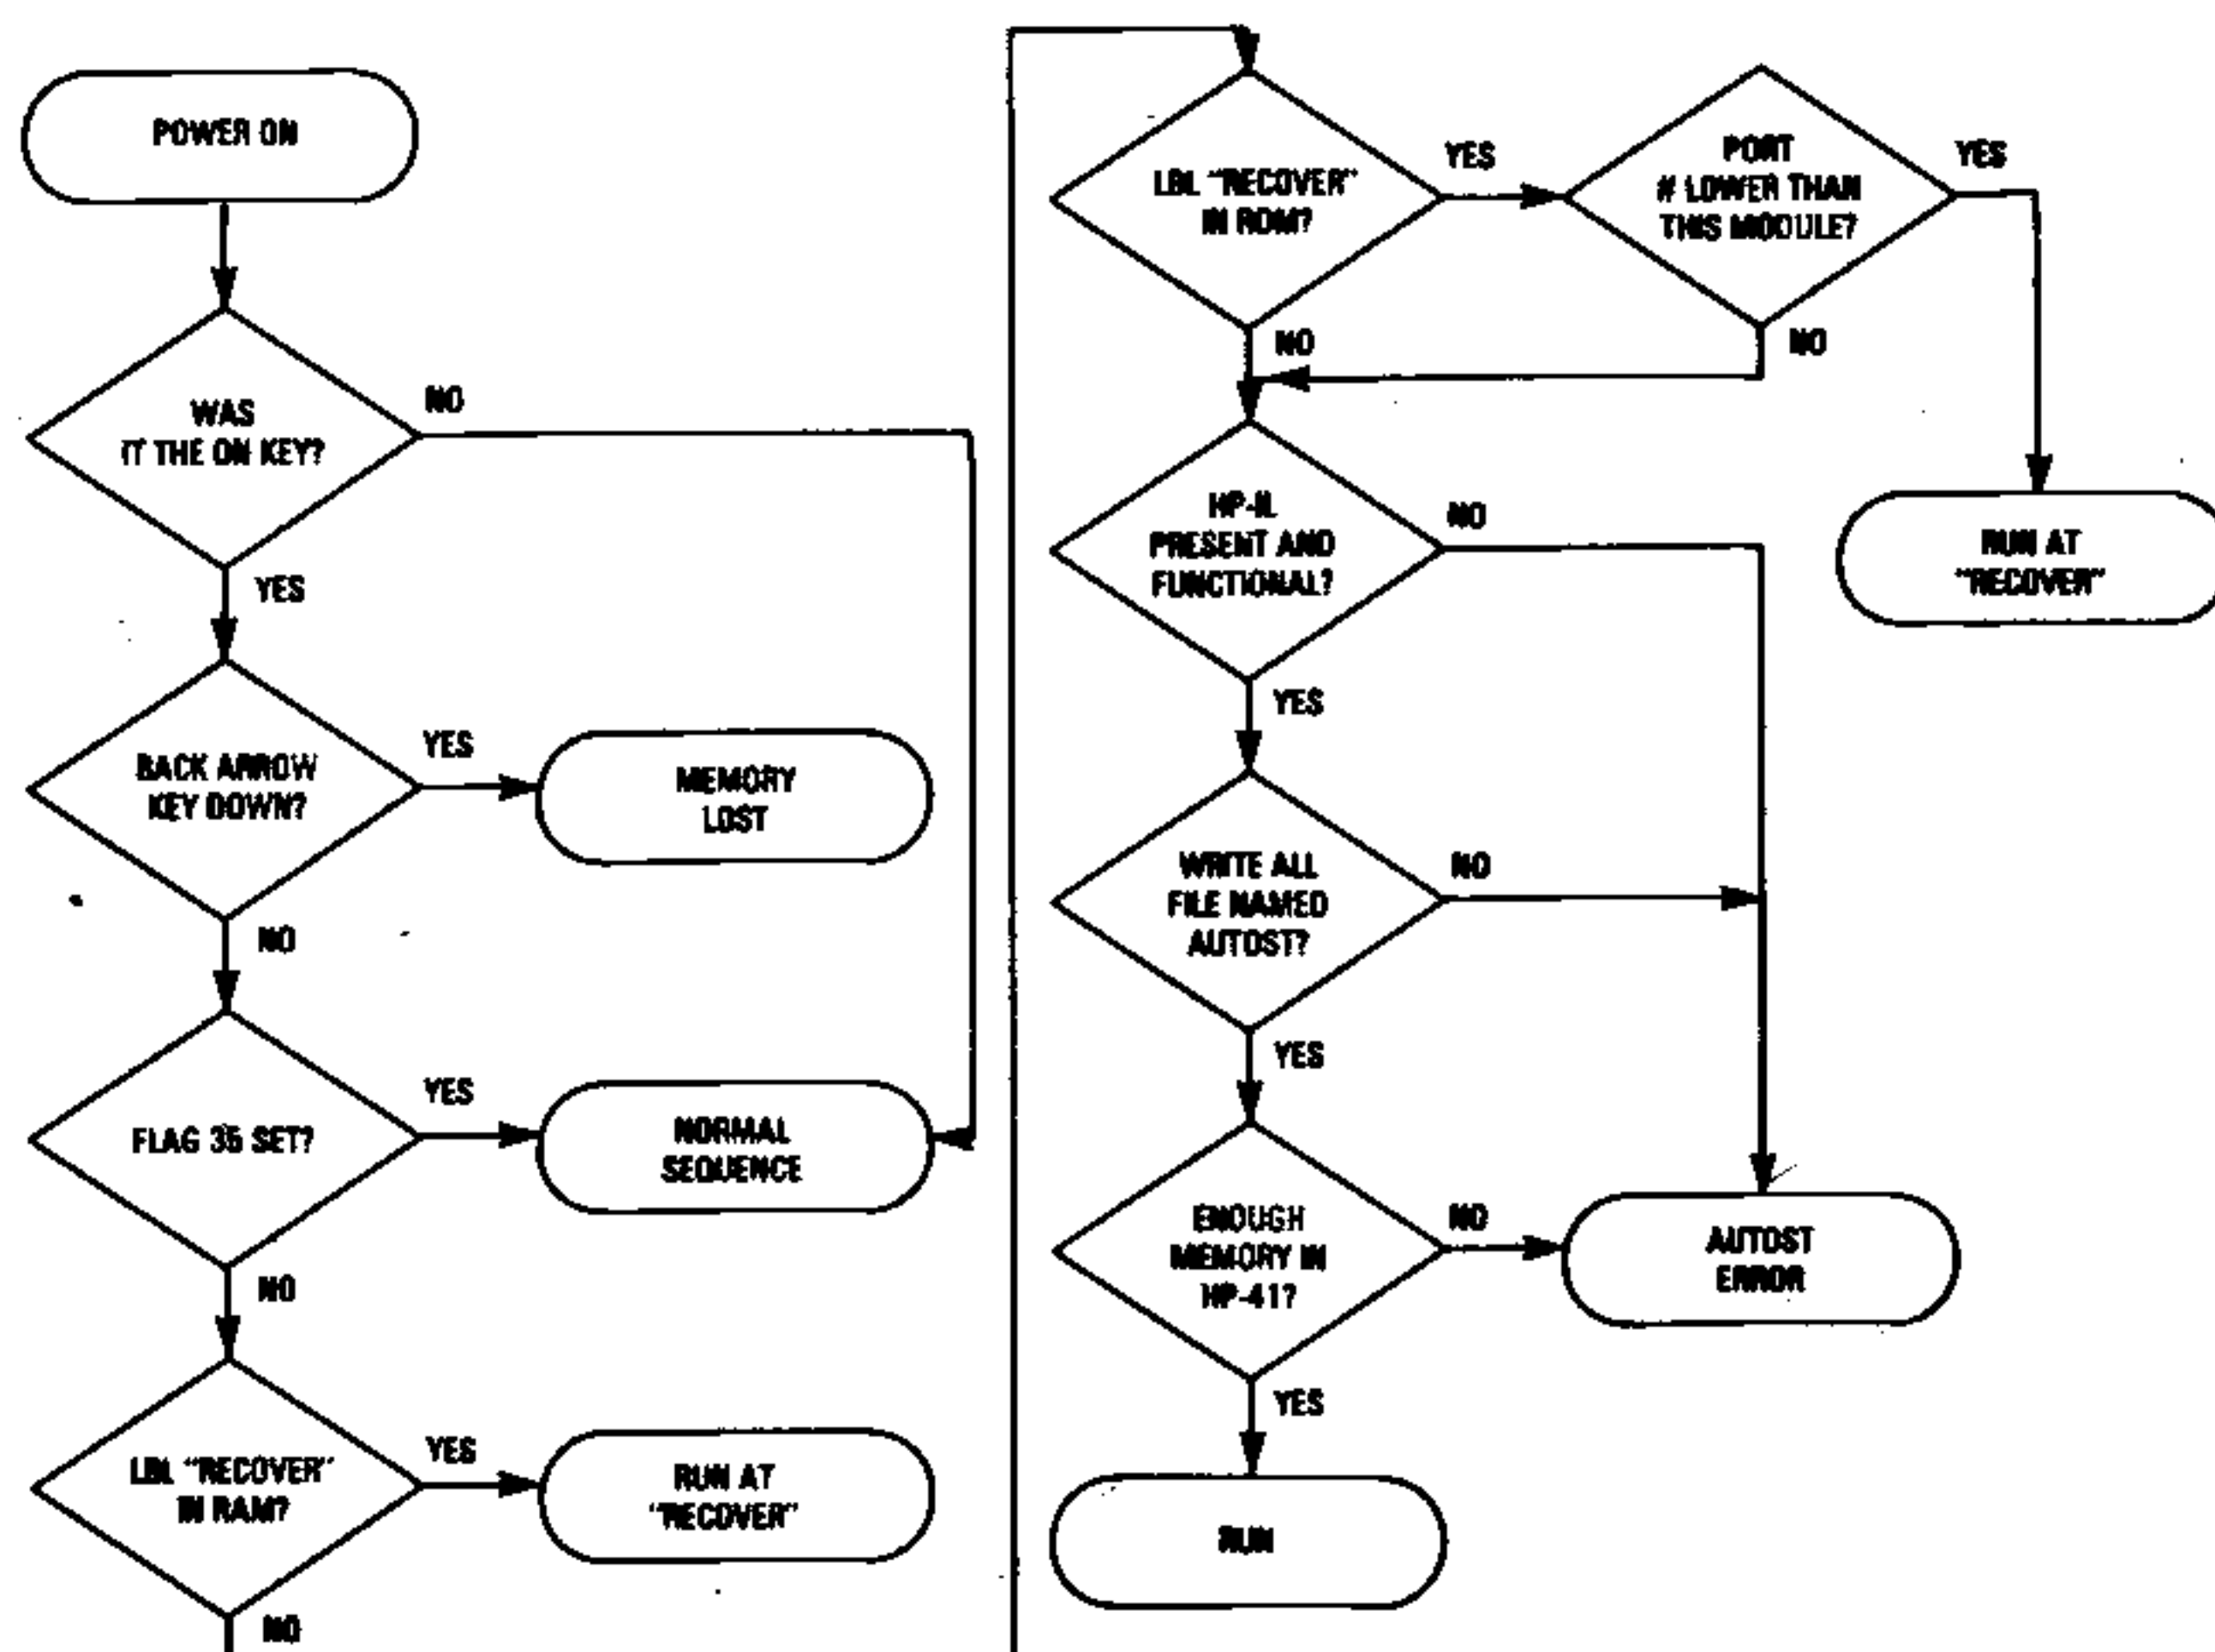 POWER ON
WAS
IT THE ON KEY?
NO
YES
BACK ARROW
KEY DOWN?
YES
MEMORY
LOST
NO
FLAG 35 SET?
YES
NORMAL
SEQUENCE
NO
LBL "RECOVER"
IN RAM?
YES
RUN AT
"RECOVER"
NO
LBL "RECOVER"
IN ROM?
YES
PORT
# LOWER THAN
THIS MODULE?
YES
NO
NO
RUN AT
"RECOVER"
HP-IL
PRESENT AND
FUNCTIONAL?
NO
YES
WRITE ALL
FILE NAMED
AUTOST?
NO
YES
ENOUGH
MEMORY IN
HP-41?
NO
AUTOST
ERROR
YES
RUN